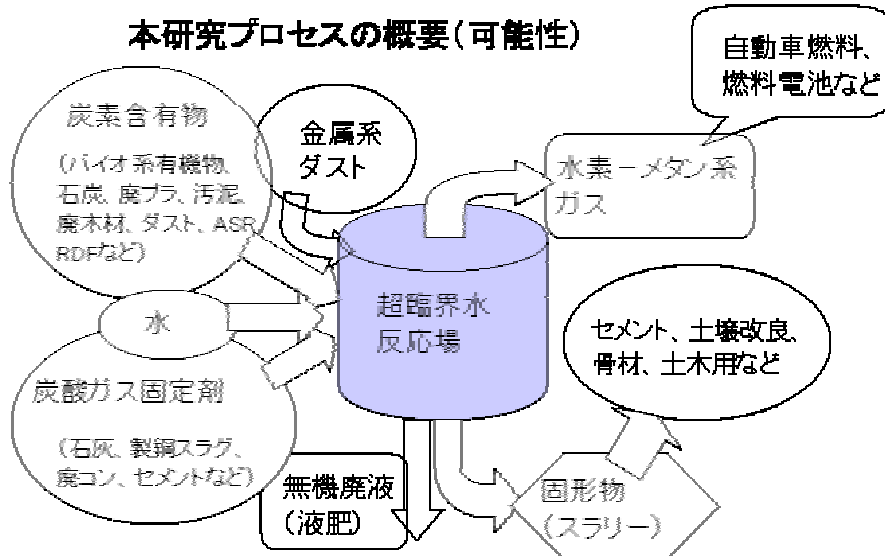 本研究プロセスの概要(可能性)
自動車燃料、
燃料電池など
炭素含有物
(バイオ系有機物、
石炭、廃プラ、汚泥、
廃木材、ダスト、ASR
RDFなど)
金属系
ダスト
水素-メタン系
ガス
水
超臨界水
反応場
セメント、土壌改良、
骨材、土木用など
炭酸ガス固定剤
(石灰、製鋼スラグ、
廃コン、セメントなど)
無機廃液
(液肥)
固形物
(スラリー)